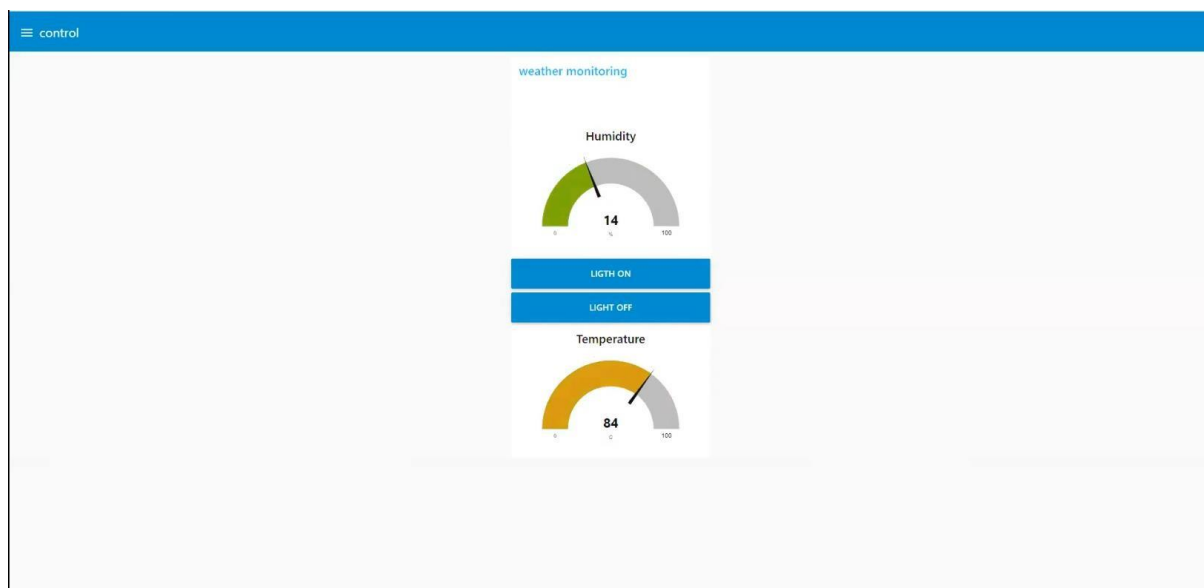 control
weather monitoring
Humidity
14
%
100
LIGTH ON
LIGHT OFF
Temperature
84
100